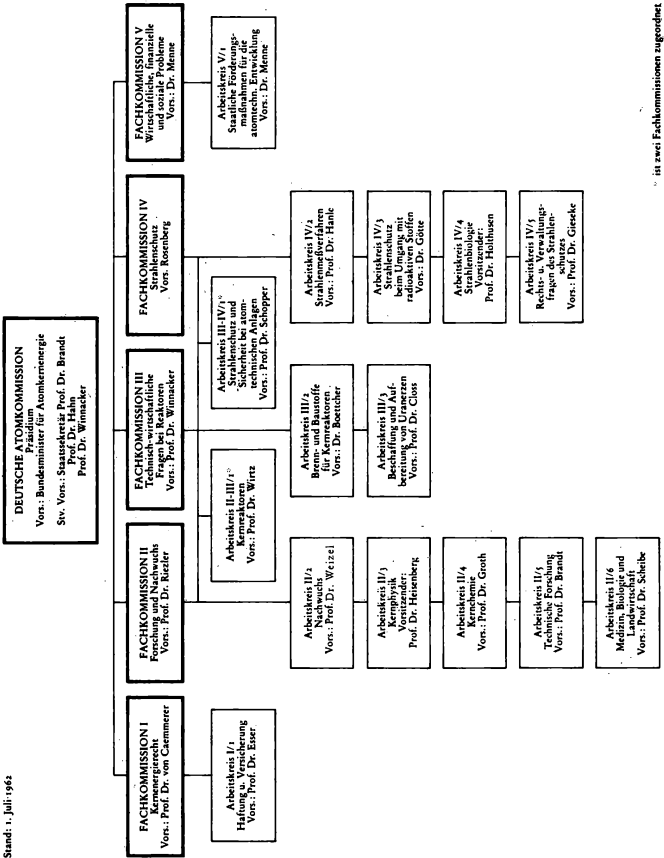 Stand: 1. Juli 1962
DEUTSCHE ATOMKOMMISSION
Präsidium
Vors.: Bundesminister für Atomkernenergie
Stv. Vors.: Staatssekretär Prof. Dr. Brandt
Prof. Dr. Hahn
Prof. Dr. Winnacker
FACHKOMMISSION I
Kernenergierecht
Vors.: Prof. Dr. von Caemmerer
FACHKOMMISSION II
Forschung und Nachwuchs
Vors.: Prof. Dr. Riezler
FACHKOMMISSION III
Technisch-wirtschaftliche
Fragen bei Reaktoren
Vors.: Prof. Dr. Winnacker
FACHKOMMISSION IV
Strahlenschutz
Vors. Rosenberg
FACHKOMMISSION V
Wirtschaftliche, finanzielle
und soziale Probleme
Vors.: Dr. Menne
Arbeitskreis I/1
Haftung u. Versicherung
Vors.: Prof. Dr. Esser
Arbeitskreis II-III/1*
Kernreaktoren
Vors.: Prof. Dr. Wirtz
Arbeitskreis III-IV/1*
Strahlenschutz und
Sicherheit bei atom-
technischen Anlagen
Vors.: Prof. Dr. Schopper
Arbeitskreis V/1
Staatliche Förderungs-
maßnahmen für die
atomtechn. Entwicklung
Vors.: Dr. Menne
Arbeitskreis II/2
Nachwuchs
Vors.: Prof. Dr. Weizel
Arbeitskreis II/3
Kernphysik
Vorsitzender:
Prof. Dr. Heisenberg
Arbeitskreis II/4
Kernchemie
Vors.: Prof. Dr. Groth
Arbeitskreis II/5
Technische Forschung
Vors.: Prof. Dr. Brandt
Arbeitskreis II/6
Medizin, Biologie und
Landwirtschaft
Vors.: Prof. Dr. Scheibe
Arbeitskreis III/2
Brenn- und Baustoffe
für Kernreaktoren
Vors.: Dr. Boettcher
Arbeitskreis III/3
Beschaffung und Auf-
bereitung von Uranerzen
Vors.: Prof. Dr. Closs
Arbeitskreis IV/2
Strahlenmeßverfahren
Vors.: Prof. Dr. Hanle
Arbeitskreis IV/3
Strahlenschutz
beim Umgang mit
radioaktiven Stoffen
Vors.: Dr. Götte
Arbeitskreis IV/4
Strahlenbiologie
Vorsitzender:
Prof. Dr. Holthusen
Arbeitskreis IV/5
Rechts- u. Verwaltungs-
fragen des Strahlen-
schutzes
Vors.: Prof. Dr. Gieseke
* ist zwei Fachkommissionen zugeordnet